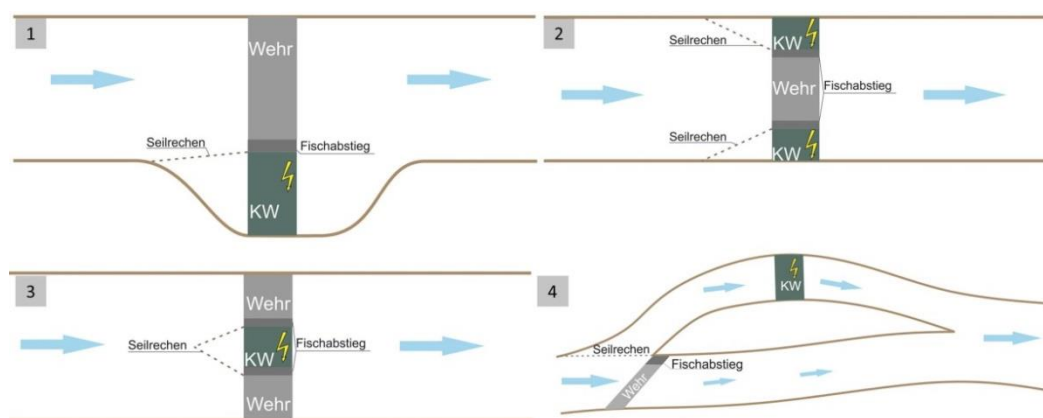 1
Wehr
Seilrechen
Fischabstieg
KW
2
KW
Seilrechen
Wehr
Fischabstieg
Seilrechen
KW
3
Wehr
Seilrechen
KW
Fischabstieg
Wehr
4
KW
Seilrechen
Fischabstieg
Wehr